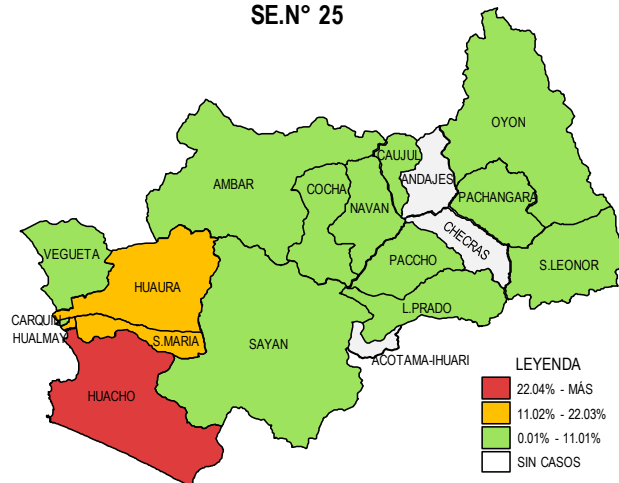 SE.N° 25
OYON
CAUJUL
ANDAJES
AMBAR
COCHA
NAVAN
PACHANGARA
CHECRAS
VEGUETA
HUAURA
PACCHO
S.LEONOR
L.PRADO
CARQUIN
HUALMAY
S.MARIA
SAYAN
ACOTAMA-IHUARI
HUACHO
LEYENDA
22.04% - MÁS
11.02% - 22.03%
0.01% - 11.01%
SIN CASOS